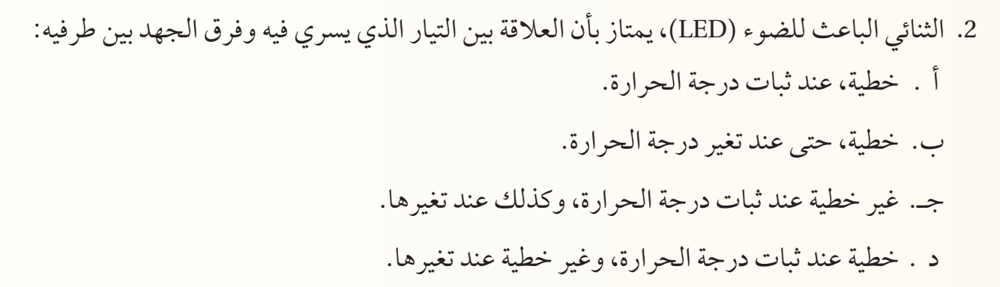 2. الثنائي الباعث للضوء (LED)، يمتاز بأن العلاقة بين التيار الذي يسري فيه وفرق الجهد بين طرفيه:
أ . خطية، عند ثبات درجة الحرارة.
ب. خطية، حتى عند تغير درجة الحرارة.
جـ. غير خطية عند ثبات درجة الحرارة، وكذلك عند تغيرها.
د . خطية عند ثبات درجة الحرارة، وغير خطية عند تغيرها.